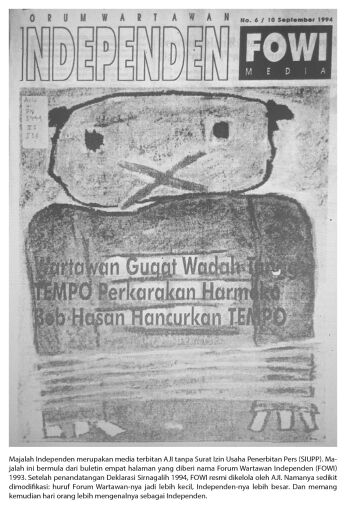 FORUM WARTAWAN
No. 6 / 10 September 1994
INDEPENDEN
FOWI
MEDIA
Wartawan Gugat Wadah
TEMPO Perkarakan Harmoko
Bob Hasan Hancurkan TEMPO
Majalah Independen merupakan media terbitan AJI tanpa Surat Izin Usaha Penerbitan Pers (SIUPP). Ma-
jalah ini bermula dari buletin empat halaman yang diberi nama Forum Wartawan Independen (FOWI)
1993. Setelah penandatangan Deklarasi Sirnagalih 1994, FOWI resmi dikelola oleh AJI. Namanya sedikit
dimodifikasi: huruf Forum Wartawan-nya jadi lebih kecil, Independen-nya lebih besar. Dan memang
kemudian hari orang lebih mengenalnya sebagai Independen.